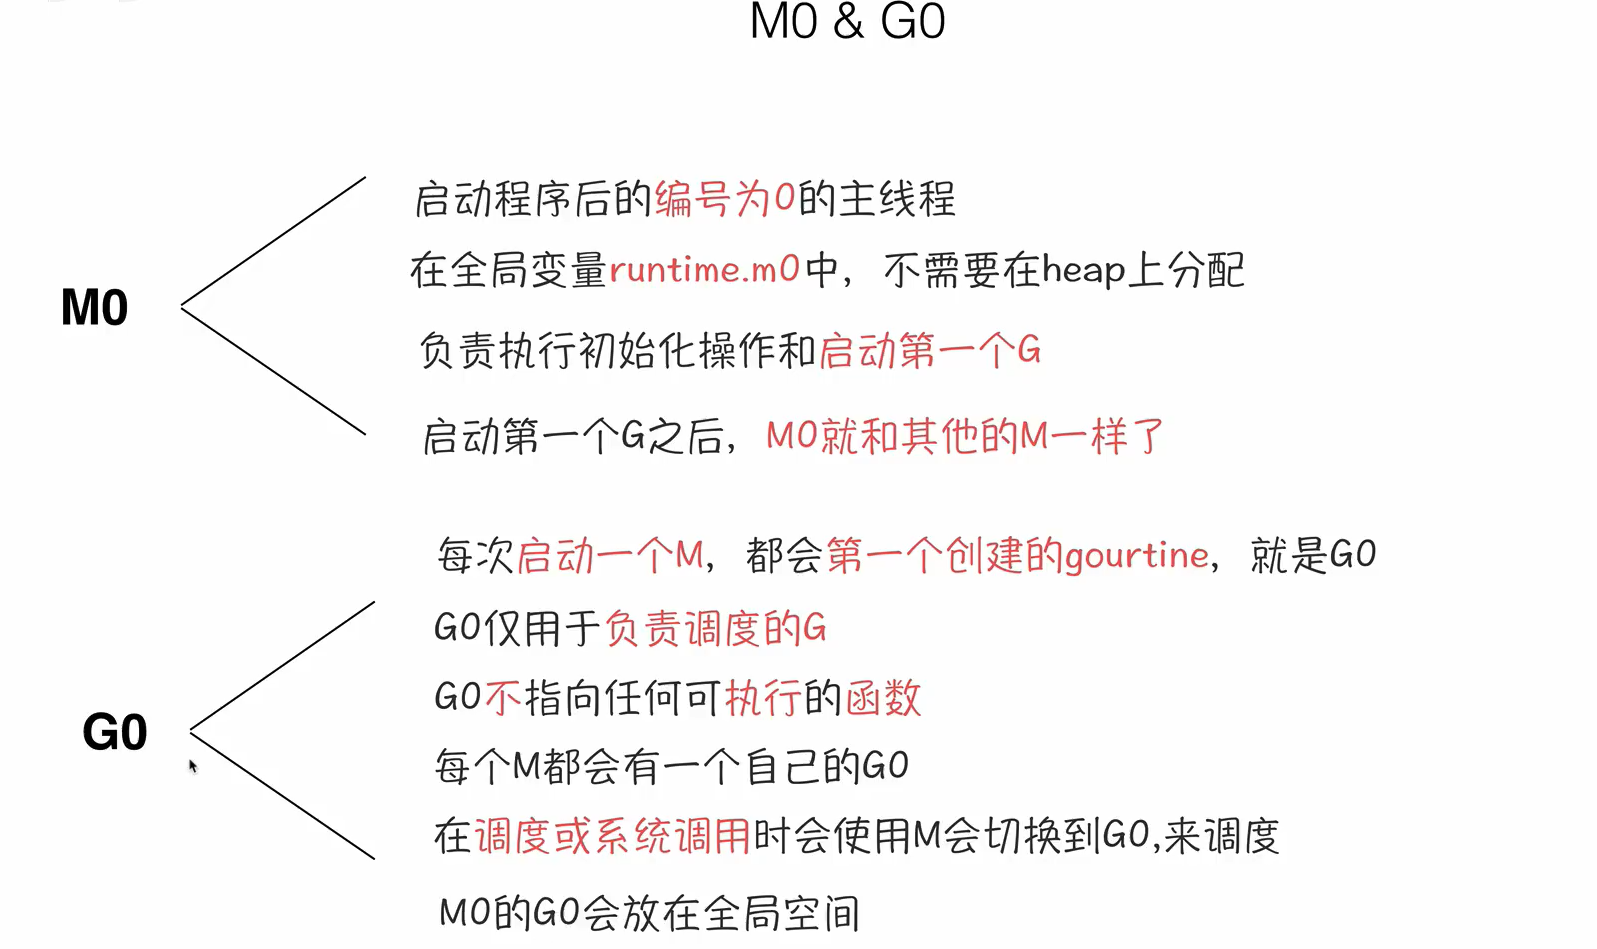 M0 & G0
启动程序后的编号为0的主线程
在全局变量runtime.m0中，不需要在heap上分配
M0
负责执行初始化操作和启动第一个G
启动第一个G之后，M0就和其他的M一样了
每次启动一个M，都会第一个创建的gourtine，就是G0
G0仅用于负责调度的G
G0不指向任何可执行的函数
G0
每个M都会有一个自己的G0
在调度或系统调用时会使用M会切换到G0,来调度
M0的G0会放在全局空间